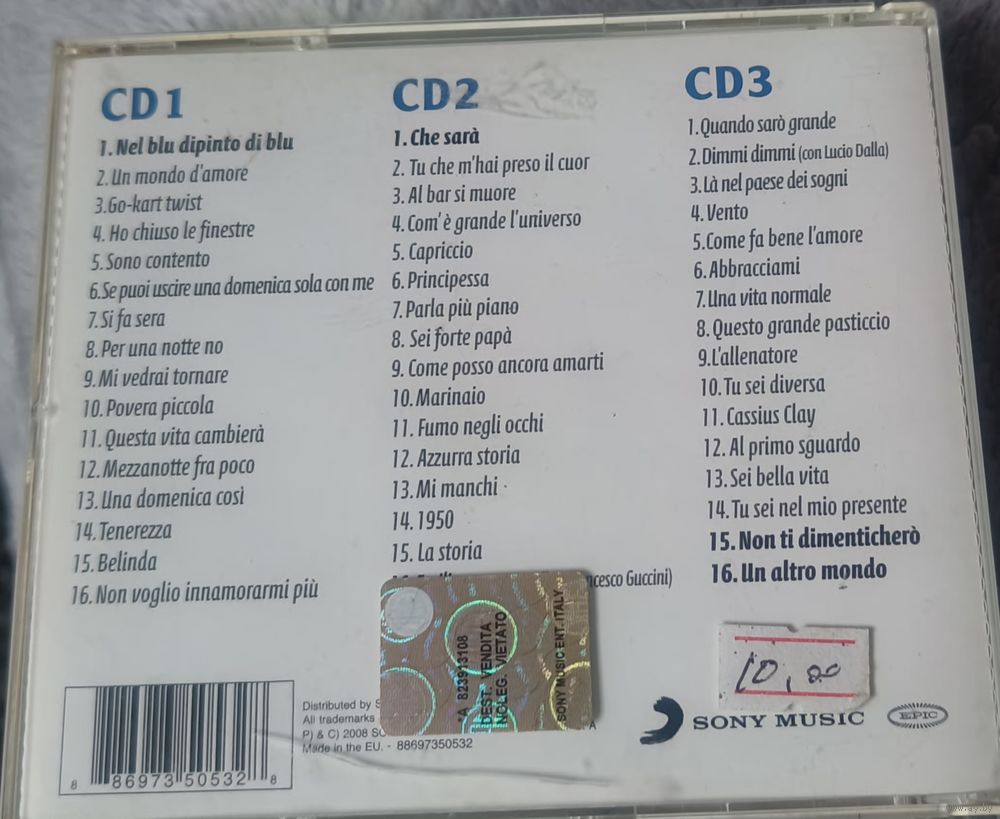 CD 1
1. Nel blu dipinto di blu
2. Un mondo d'amore
3. Go-kart twist
4. Ho chiuso le finestre
5. Sono contento
6. Se puoi uscire una domenica sola con me
7. Si fa sera
8. Per una notte no
9. Mi vedrai tornare
10. Povera piccola
11. Questa vita cambierà
12. Mezzanotte fra poco
13. Una domenica così
14. Tenerezza
15. Belinda
16. Non voglio innamorarmi più
CD 2
1. Che sarà
2. Tu che m'hai preso il cuor
3. Al bar si muore
4. Com'è grande l'universo
5. Capriccio
6. Principessa
7. Parla più piano
8. Sei forte papà
9. Come posso ancora amarti
10. Marinaio
11. Fumo negli occhi
12. Azzurra storia
13. Mi manchi
14. 1950
15. La storia
Guccini)
CD 3
1. Quando sarò grande
2. Dimmi dimmi (con Lucio Dalla)
3. Là nel paese dei sogni
4. Vento
5. Come fa bene l'amore
6. Abbracciami
7. Una vita normale
8. Questo grande pasticcio
9. L'allenatore
10. Tu sei diversa
11. Cassius Clay
12. Al primo sguardo
13. Sei bella vita
14. Tu sei nel mio presente
15. Non ti dimenticherò
16. Un altro mondo
8 86973 50532 8
Distributed by
All trademarks
P) & C) 2008
Made in the EU. - 88697350532
DEST. VENDITA
NOLEG. VIETATO
SONY MUSIC ENT. ITALY
10,00
SONY MUSIC
EPIC